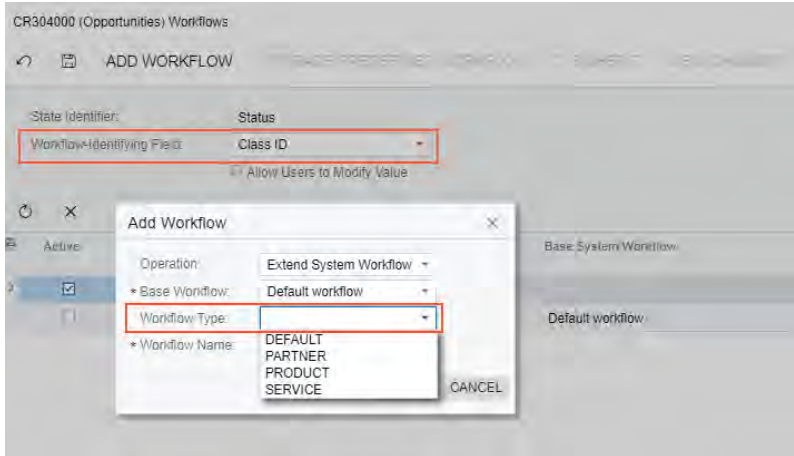 CR304000 (Opportunities) Workflows
ADD WORKFLOW
State Identifier: Status
Workflow-Identifying Field: Class ID
Allow Users to Modify Value
Add Workflow
Active
Base System Workflow
Operation: Extend System Workflow
* Base Workflow: Default workflow
Workflow Type:
Default workflow
* Workflow Name:
DEFAULT
PARTNER
PRODUCT
SERVICE
CANCEL